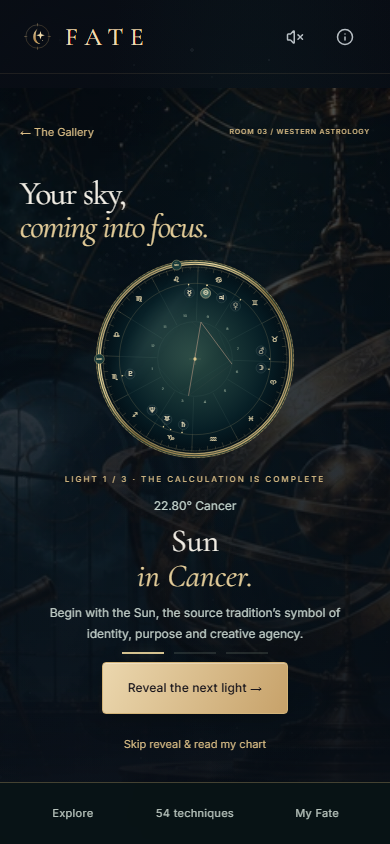 FATE
← The Gallery
ROOM 03 / WESTERN ASTROLOGY
Your sky,
coming into focus.
LIGHT 1 / 3 · THE CALCULATION IS COMPLETE
22.80° Cancer
Sun
in Cancer.
Begin with the Sun, the source tradition’s symbol of
identity, purpose and creative agency.
Reveal the next light →
Skip reveal & read my chart
Explore
54 techniques
My Fate